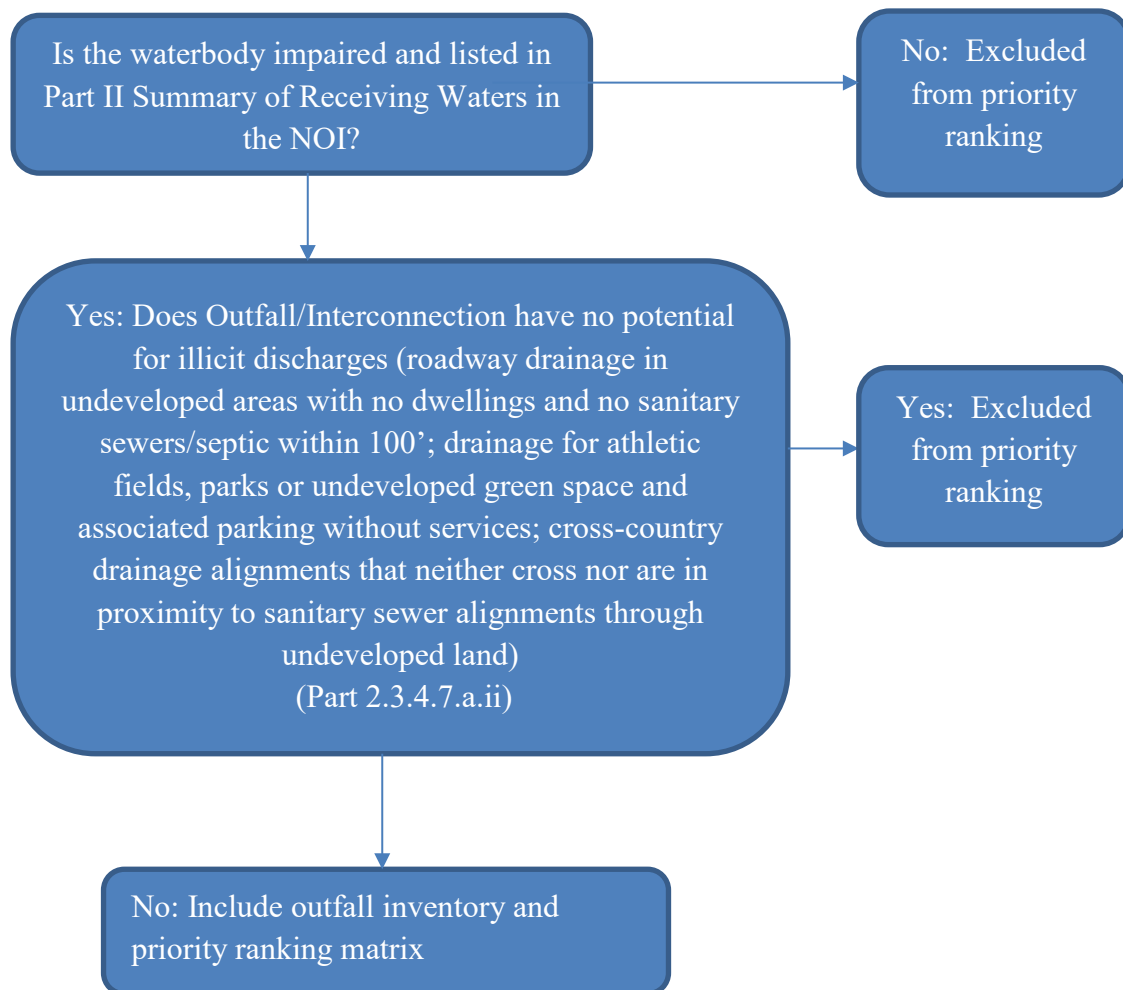 Is the waterbody impaired and listed in
Part II Summary of Receiving Waters in
the NOI?
No:  Excluded
from priority
ranking
Yes: Does Outfall/Interconnection have no potential
for illicit discharges (roadway drainage in
undeveloped areas with no dwellings and no sanitary
sewers/septic within 100’; drainage for athletic
fields, parks or undeveloped green space and
associated parking without services; cross-country
drainage alignments that neither cross nor are in
proximity to sanitary sewer alignments through
undeveloped land)
(Part 2.3.4.7.a.ii)
Yes:  Excluded
from priority
ranking
No: Include outfall inventory and
priority ranking matrix